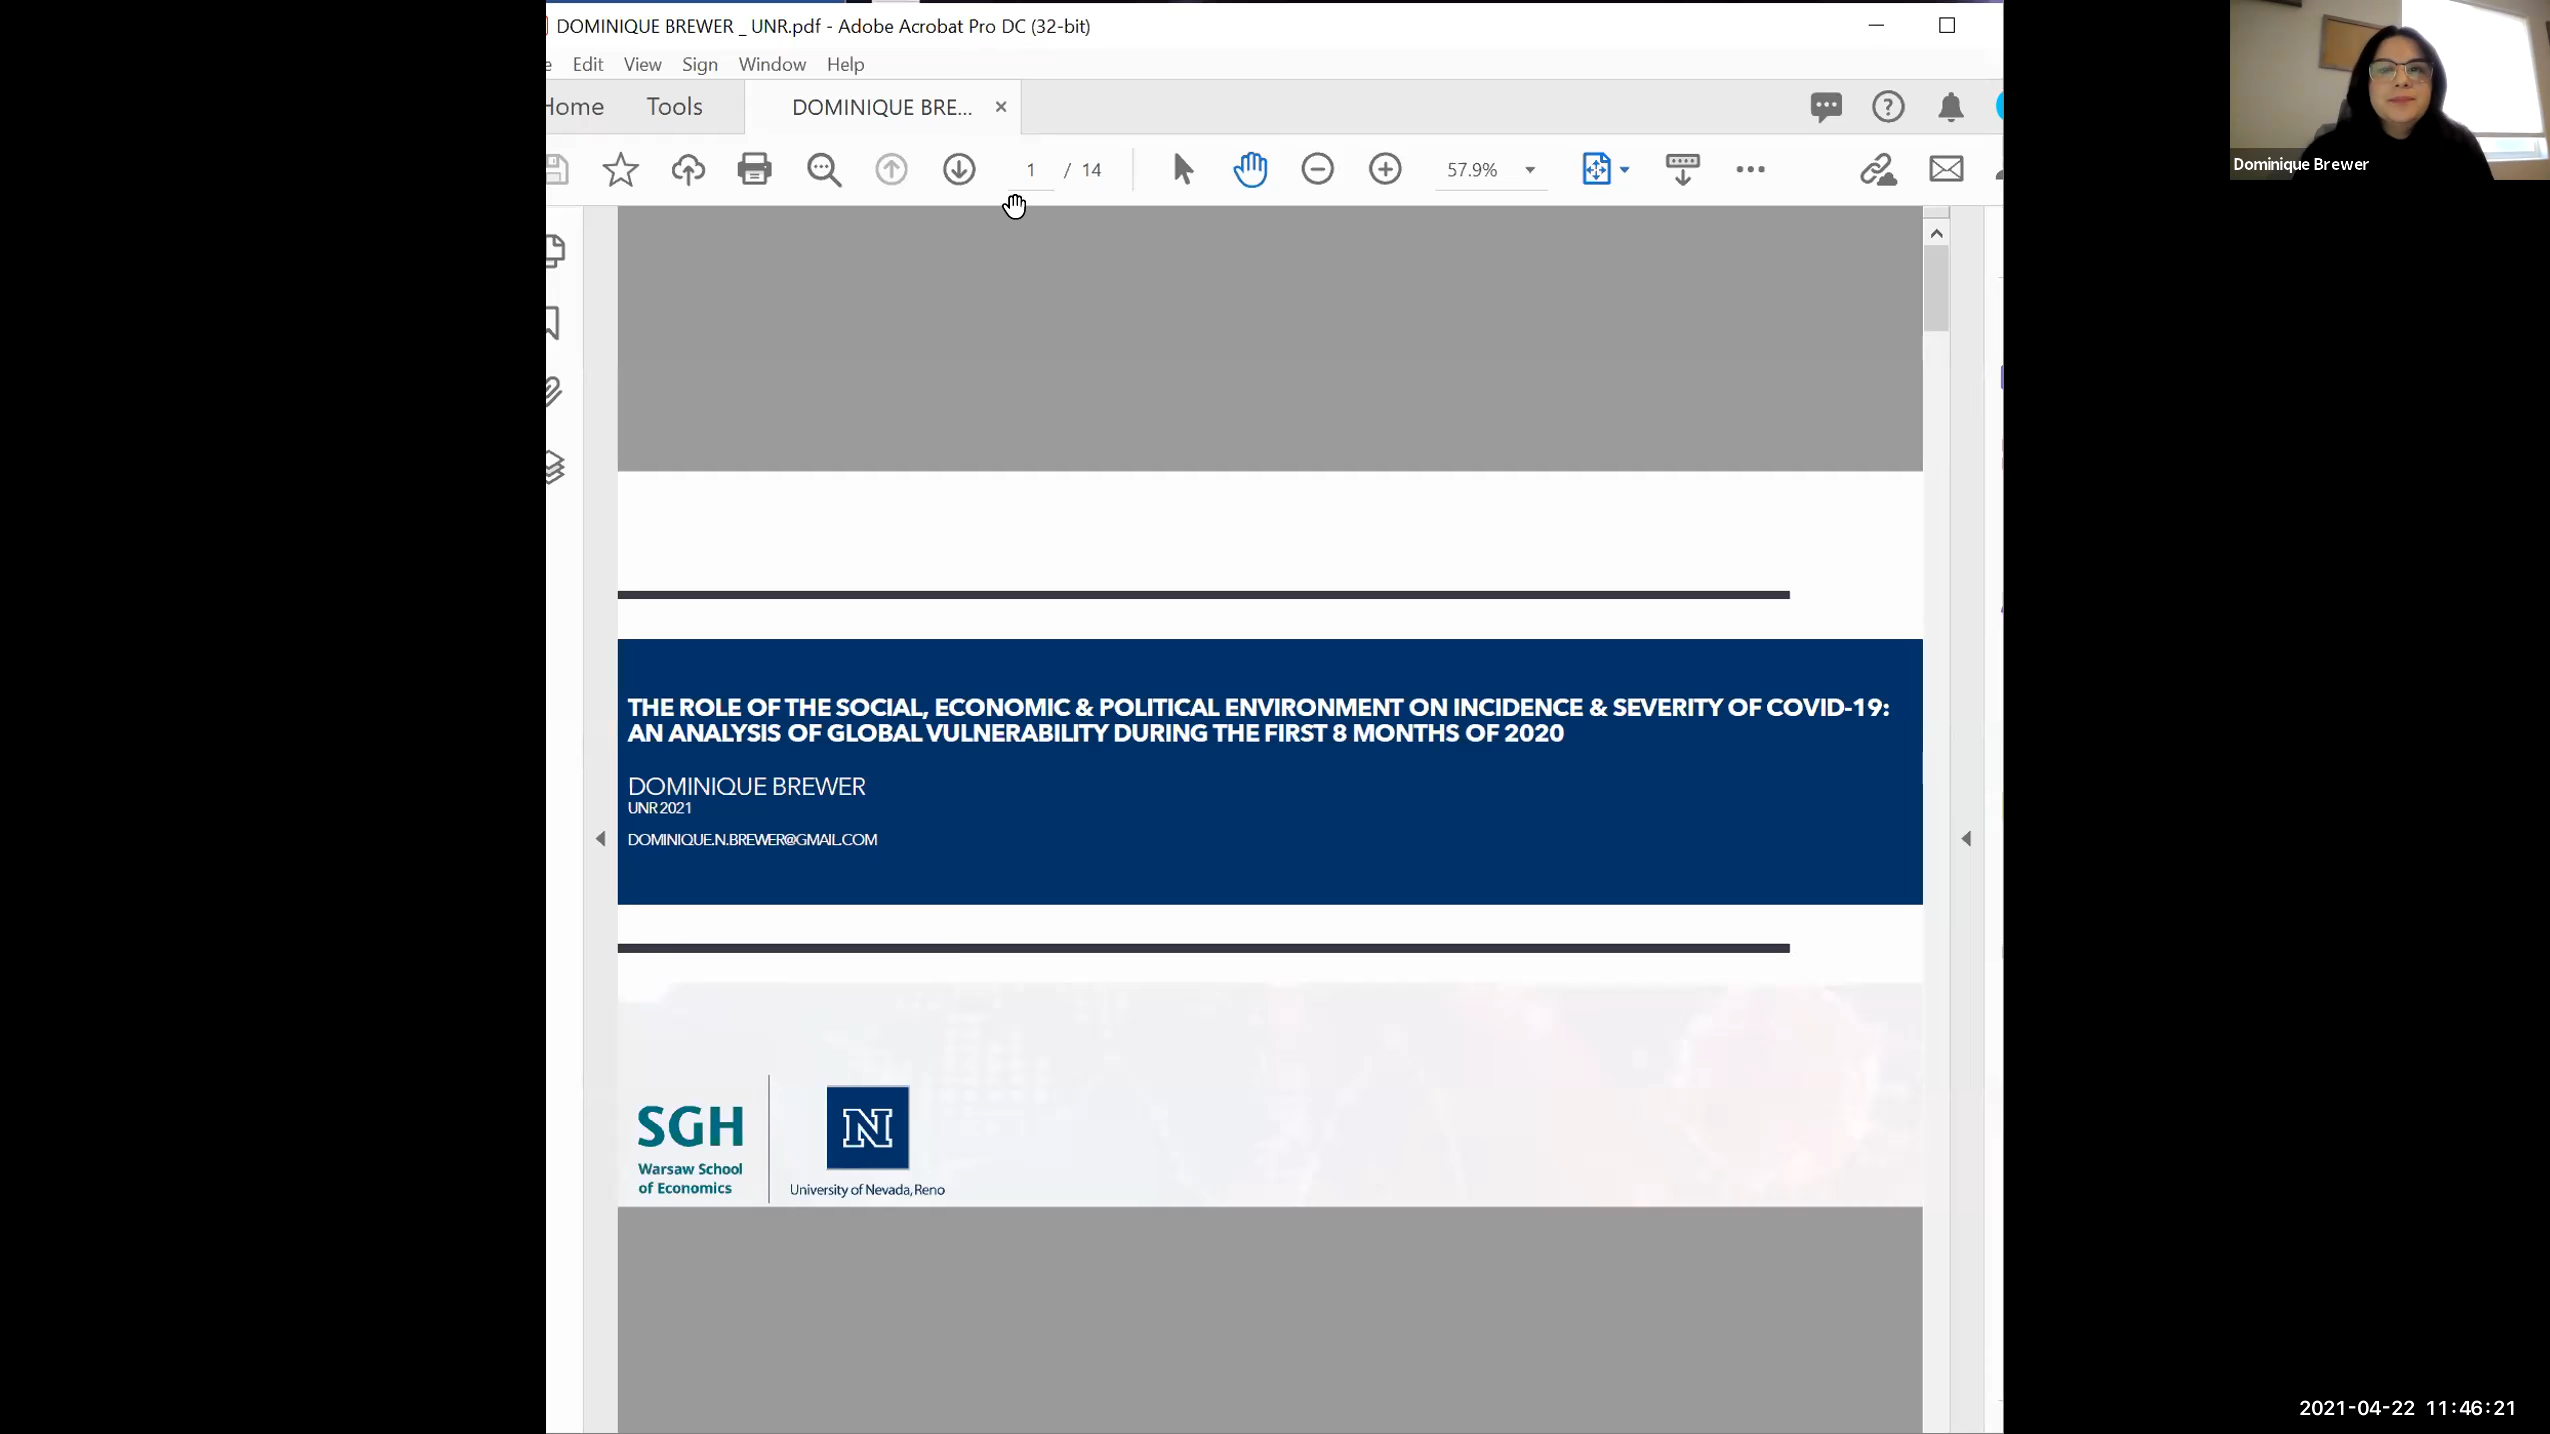 DOMINIQUE BREWER _ UNR.pdf - Adobe Acrobat Pro DC (32-bit)
e Edit View Sign Window Help
Home Tools DOMINIQUE BRE... ×
1 / 14 57.9%
Dominique Brewer
THE ROLE OF THE SOCIAL, ECONOMIC & POLITICAL ENVIRONMENT ON INCIDENCE & SEVERITY OF COVID-19:
AN ANALYSIS OF GLOBAL VULNERABILITY DURING THE FIRST 8 MONTHS OF 2020
DOMINIQUE BREWER
UNR 2021
DOMINIQUE.N.BREWER@GMAIL.COM
SGH
Warsaw School
of Economics
N
University of Nevada, Reno
2021-04-22 11:46:21